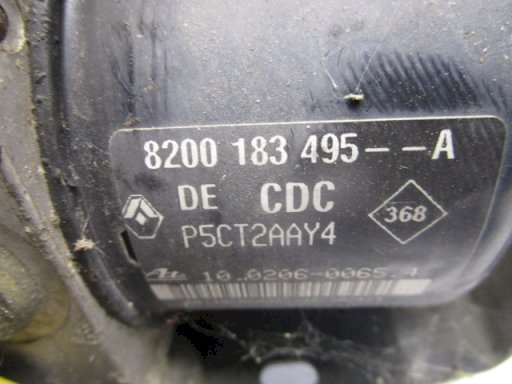 8200 183 495--A
DE CDC
368
P5CT2AAY4
10.0206-0065.4